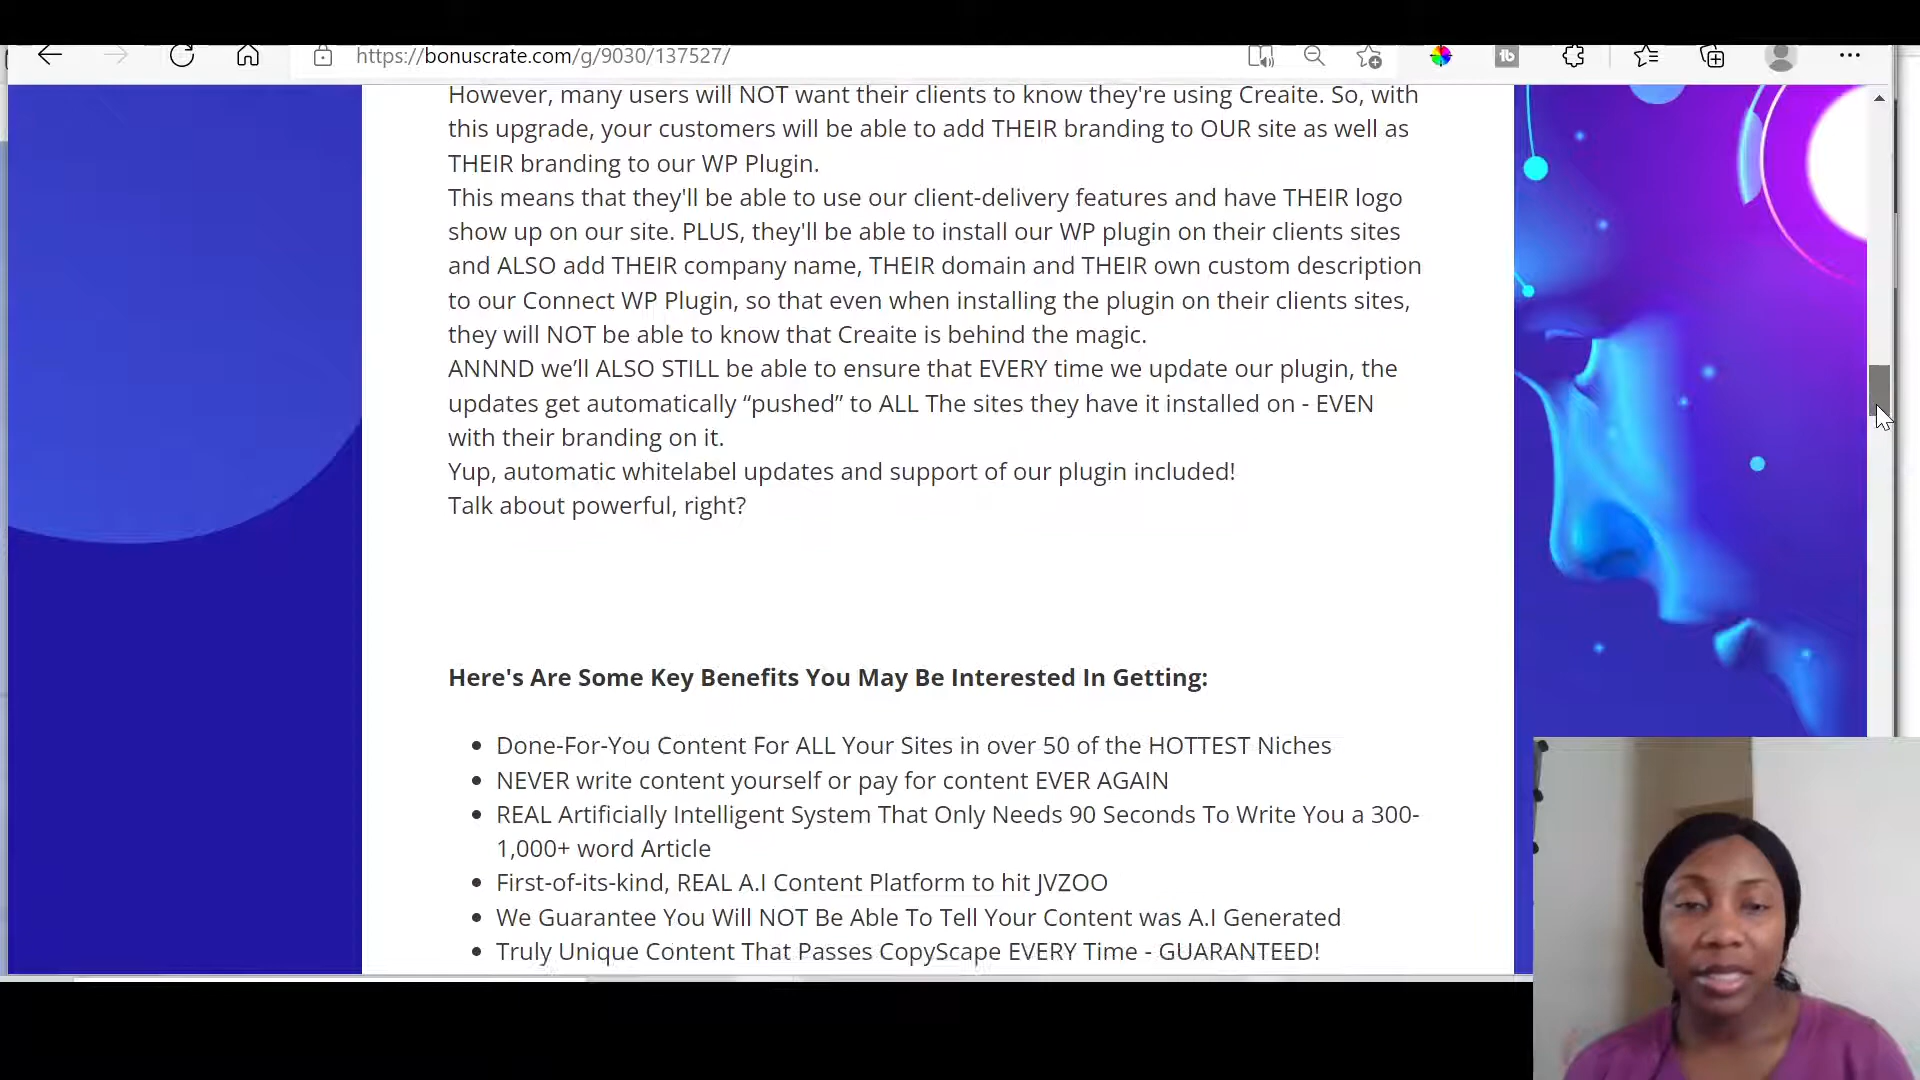 https://bonuscrate.com/g/9030/137527/
However, many users will NOT want their clients to know they're using Creaite. So, with
this upgrade, your customers will be able to add THEIR branding to OUR site as well as
THEIR branding to our WP Plugin.
This means that they'll be able to use our client-delivery features and have THEIR logo
show up on our site. PLUS, they'll be able to install our WP plugin on their clients sites
and ALSO add THEIR company name, THEIR domain and THEIR own custom description
to our Connect WP Plugin, so that even when installing the plugin on their clients sites,
they will NOT be able to know that Creaite is behind the magic.
ANNND we’ll ALSO STILL be able to ensure that EVERY time we update our plugin, the
updates get automatically “pushed” to ALL The sites they have it installed on - EVEN
with their branding on it.
Yup, automatic whitelabel updates and support of our plugin included!
Talk about powerful, right?
Here's Are Some Key Benefits You May Be Interested In Getting:
• Done-For-You Content For ALL Your Sites in over 50 of the HOTTEST Niches
• NEVER write content yourself or pay for content EVER AGAIN
• REAL Artificially Intelligent System That Only Needs 90 Seconds To Write You a 300-
1,000+ word Article
• First-of-its-kind, REAL A.I Content Platform to hit JVZOO
• We Guarantee You Will NOT Be Able To Tell Your Content was A.I Generated
• Truly Unique Content That Passes CopyScape EVERY Time - GUARANTEED!